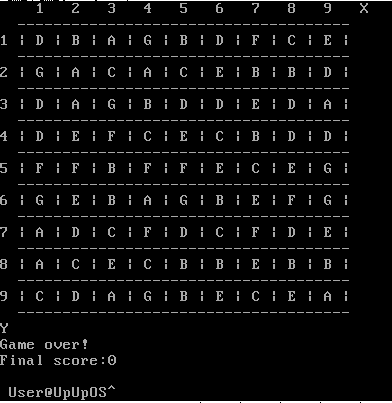 1 2 3 4 5 6 7 8 9 X
1 | D | B | A | G | B | D | F | C | E |
2 | G | A | C | A | C | E | B | B | D |
3 | D | A | G | B | D | D | E | D | A |
4 | D | E | F | C | E | C | B | D | D |
5 | F | F | B | F | F | E | C | E | G |
6 | G | E | B | A | G | B | E | F | G |
7 | A | D | C | F | D | C | F | D | E |
8 | A | C | E | C | B | B | E | B | B |
9 | C | D | A | G | B | E | C | E | A |
Y
Game over!
Final score:0
User@UpUpOS^